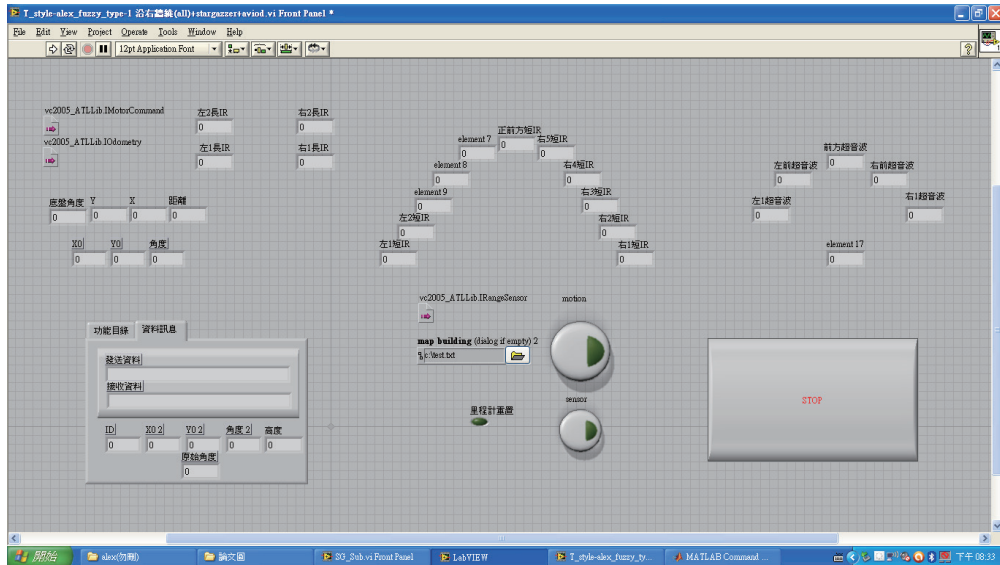 T_style-alex_fuzzy_type-1 沿右牆繞(all)+stargazzer+aviod.vi Front Panel *
File Edit View Project Operate Tools Window Help
12pt Application Font
vc2005_ATLLib.IMotorCommand
左2長IR
右2長IR
0
0
vc2005_ATLLib.IOdometry
左1長IR
右1長IR
0
0
正前方短IR
0
element 7
0
右5短IR
0
element 8
0
右4短IR
0
element 9
0
右3短IR
0
左2短IR
0
右2短IR
0
左1短IR
0
右1短IR
0
前方超音波
0
左前超音波
0
右前超音波
0
左1超音波
0
右1超音波
0
element 17
0
底盤角度 Y X 距離
0 0 0 0
X0 Y0 角度
0 0 0
vc2005_ATLLib.IRangeSensor
motion
map building (dialog if empty) 2
c:\test.txt
功能目錄 資料訊息
發送資料
接收資料
ID X0 2 Y0 2 角度 2 高度
0 0 0 0 0
原始角度
0
里程計重置
sensor
STOP
開始 alex(勿刪) 論文圖 SG_Sub.vi Front Panel LabVIEW T_style-alex_fuzzy_ty... MATLAB Command ... 下午 08:33